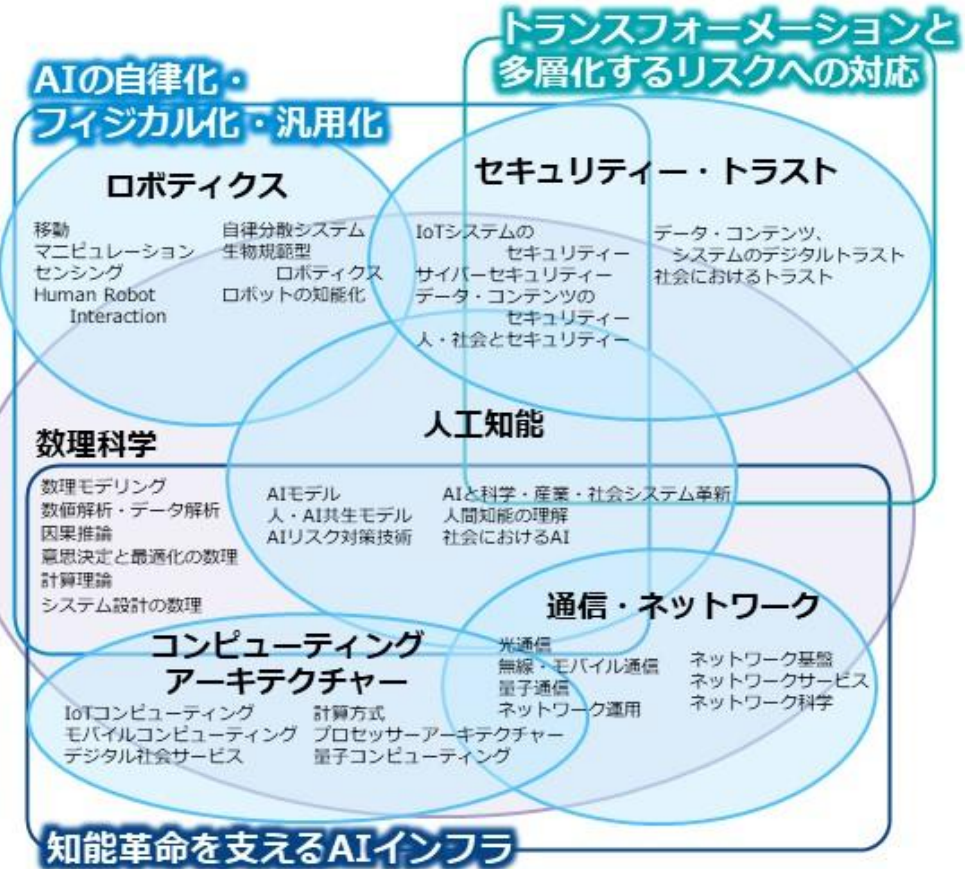 トランスフォーメーションと
多層化するリスクへの対応
AIの自律化・
フィジカル化・汎用化
ロボティクス
移動
マニピュレーション
センシング
Human Robot
Interaction
自律分散システム
生物規範型
ロボティクス
ロボットの知能化
セキュリティー・トラスト
IoTシステムの
セキュリティー
サイバーセキュリティー
データ・コンテンツの
セキュリティー
人・社会とセキュリティー
データ・コンテンツ、
システムのデジタルトラスト
社会におけるトラスト
人工知能
AIモデル
人・AI共生モデル
AIリスク対策技術
AIと科学・産業・社会システム革新
人間知能の理解
社会におけるAI
数理科学
数理モデリング
数値解析・データ解析
因果推論
意思決定と最適化の数理
計算理論
システム設計の数理
通信・ネットワーク
光通信
無線・モバイル通信
量子通信
ネットワーク運用
ネットワーク基盤
ネットワークサービス
ネットワーク科学
コンピューティング
アーキテクチャー
IoTコンピューティング
モバイルコンピューティング
デジタル社会サービス
計算方式
プロセッサーアーキテクチャー
量子コンピューティング
知能革命を支えるAIインフラ